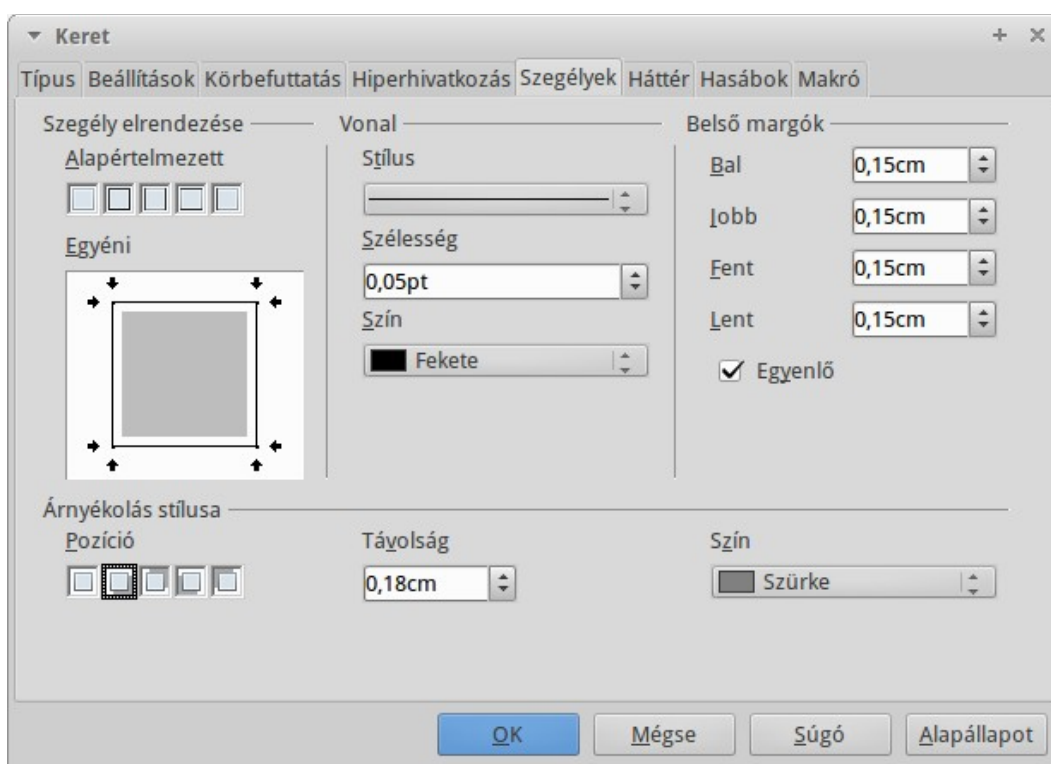 Keret
Típus Beállítások Körbefuttatás Hiperhivatkozás Szegélyek Háttér Hasábok Makró
Szegély elrendezése
Alapértelmezett
Egyéni
Vonal
Stílus
Szélesség
0,05pt
Szín
Fekete
Belső margók
Bal 0,15cm
Jobb 0,15cm
Fent 0,15cm
Lent 0,15cm
Egyenlő
Árnyékolás stílusa
Pozíció
Távolság
0,18cm
Szín
Szürke
OK Mégse Súgó Alapállapot